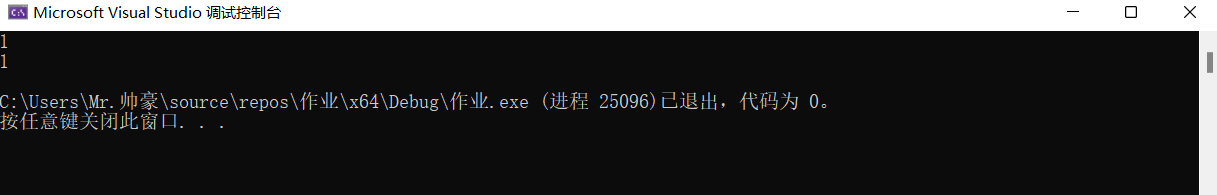 Microsoft Visual Studio 调试控制台
1
1
C:\Users\Mr.帅豪\source\repos\作业\x64\Debug\作业.exe (进程 25096)已退出，代码为 0。
按任意键关闭此窗口. . .